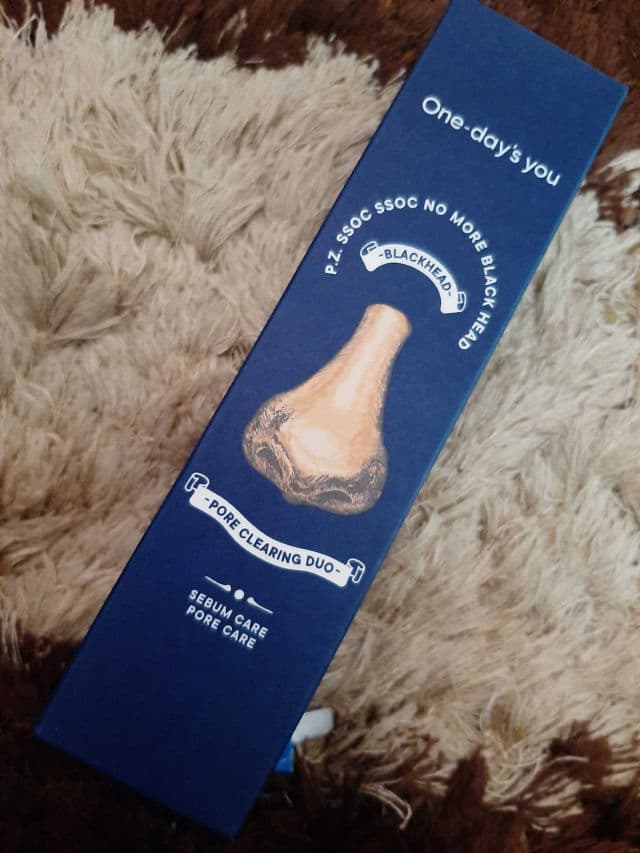 One-day's you
P.Z. SSOC SSOC NO MORE BLACK HEAD
-BLACKHEAD-
-PORE CLEARING DUO-
SEBUM CARE
PORE CARE